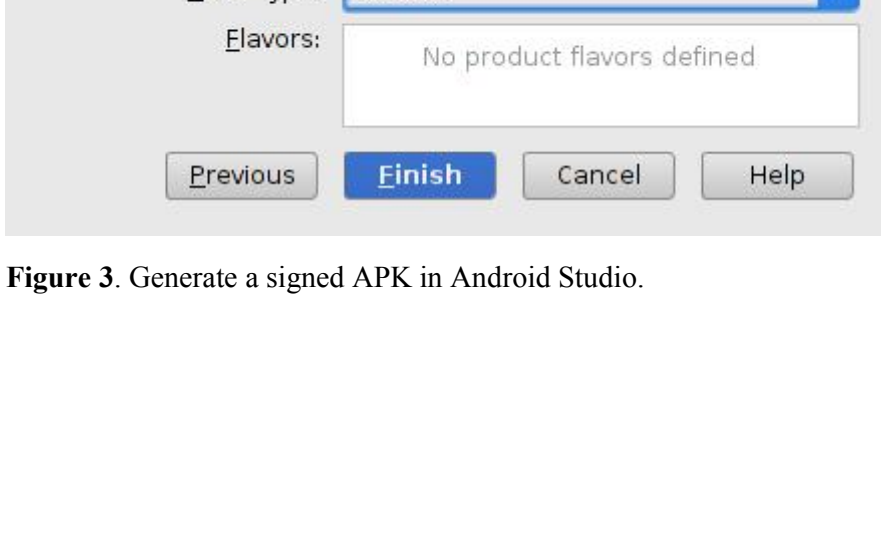 Flavors:
No product flavors defined
Previous Finish Cancel Help
Figure 3. Generate a signed APK in Android Studio.